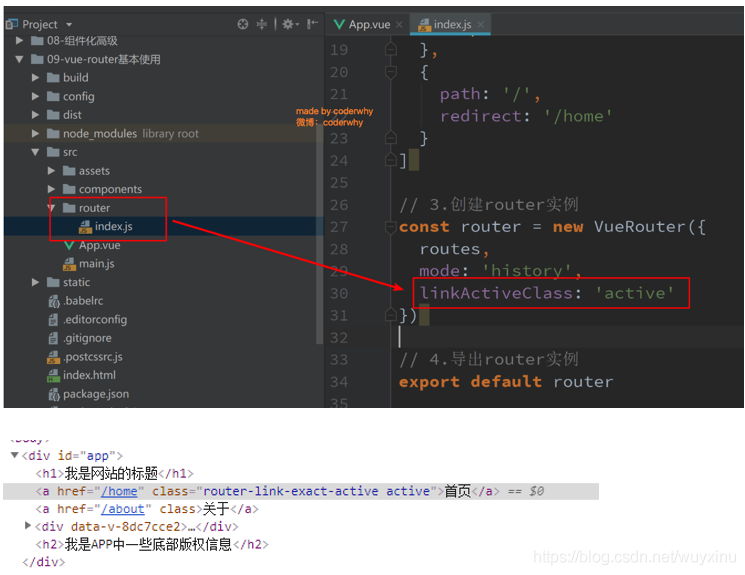 Project
08-组件化高级
09-vue-router基本使用
build
config
dist
node_modules library root
src
assets
components
router
index.js
App.vue
main.js
static
.babelrc
.editorconfig
.gitignore
.postcssrc.js
index.html
package.json
App.vue
index.js
19 },
20 {
21 path: '/',
made by coderwhy
微博: coderwhy
redirect: '/home'
23 }
24 ]
25
26 // 3.创建router实例
27 const router = new VueRouter({
28 routes,
29 mode: 'history',
30 linkActiveClass: 'active'
31 })
32
33 // 4.导出router实例
34 export default router
35
<body>
<div id="app">
<h1>我是网站的标题</h1>
<a href="/home" class="router-link-exact-active active">首页</a> == $0
<a href="/about" class>关于</a>
<div data-v-8dc7cce2>…</div>
<h2>我是APP中一些底部版权信息</h2>
</div>
https://blog.csdn.net/wuyxinu